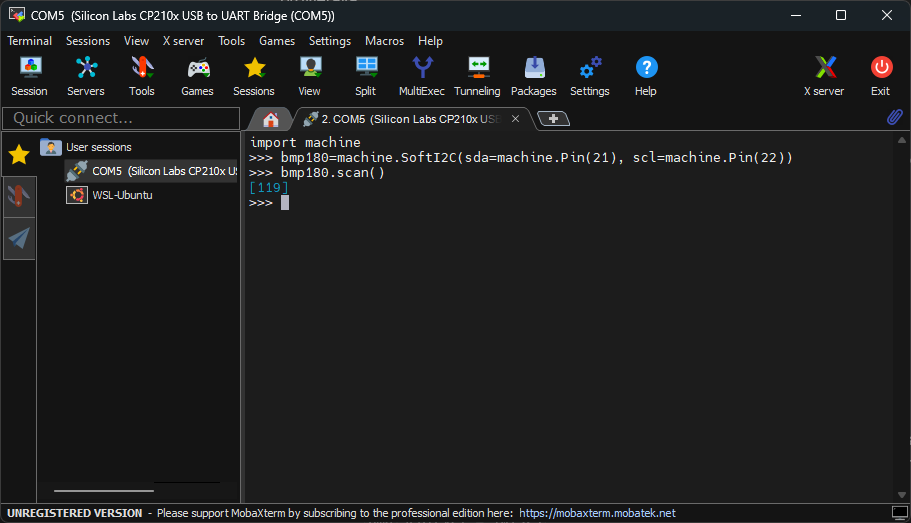 COM5 (Silicon Labs CP210x USB to UART Bridge (COM5))
Terminal Sessions View X server Tools Games Settings Macros Help
Session Servers Tools Games Sessions View Split MultiExec Tunneling Packages Settings Help X server Exit
Quick connect...
2. COM5 (Silicon Labs CP210x USB
User sessions
COM5 (Silicon Labs CP210x US
WSL-Ubuntu
import machine
>>> bmp180=machine.SoftI2C(sda=machine.Pin(21), scl=machine.Pin(22))
>>> bmp180.scan()
[119]
>>>
UNREGISTERED VERSION - Please support MobaXterm by subscribing to the professional edition here: https://mobaxterm.mobatek.net